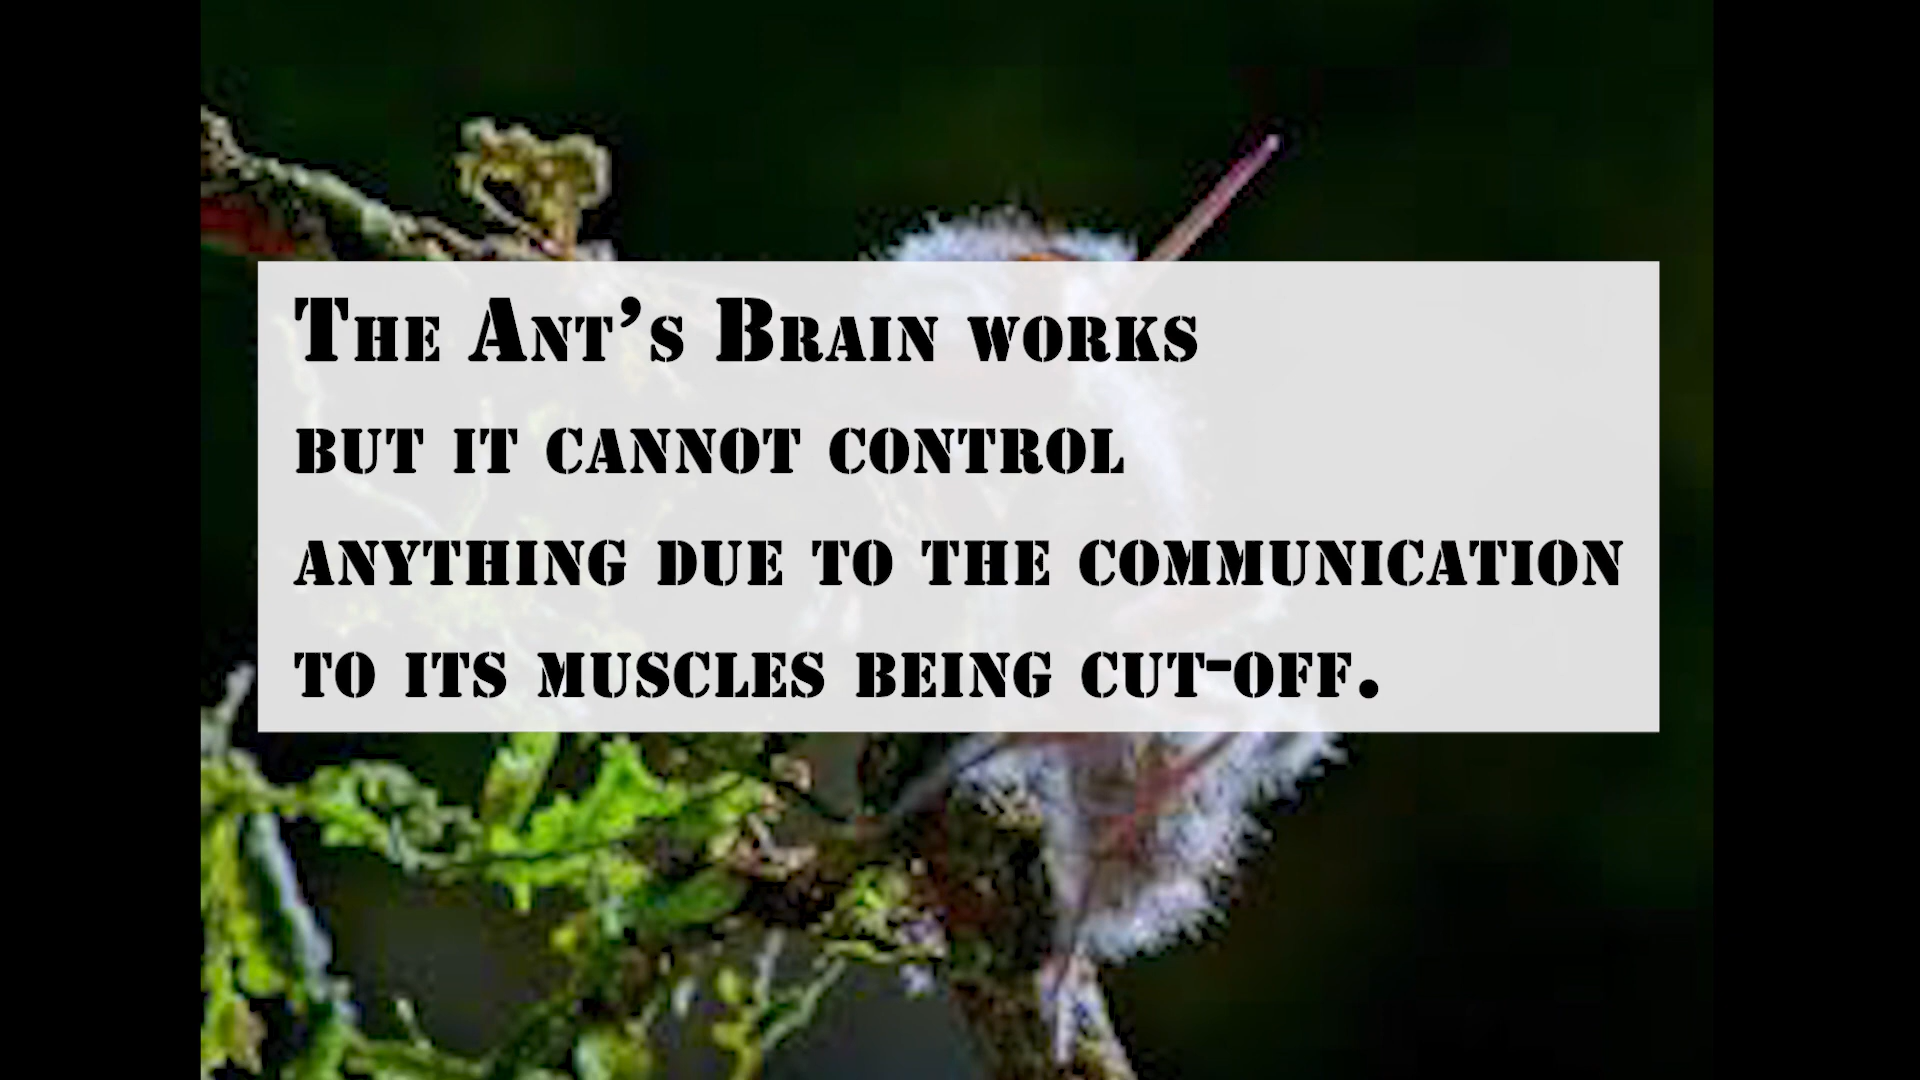 The Ant’s Brain works
but it cannot control
anything due to the communication
to its muscles being cut-off.